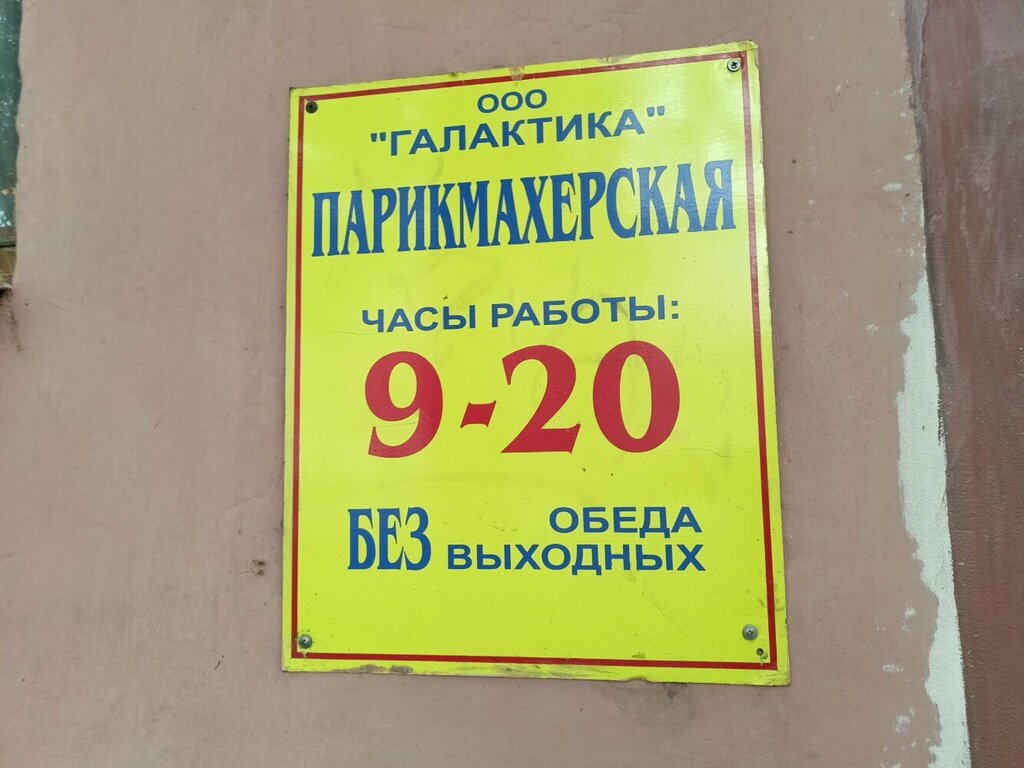 ООО
"ГАЛАКТИКА"
ПАРИКМАХЕРСКАЯ
ЧАСЫ РАБОТЫ:
9-20
БЕЗ ОБЕДА
ВЫХОДНЫХ